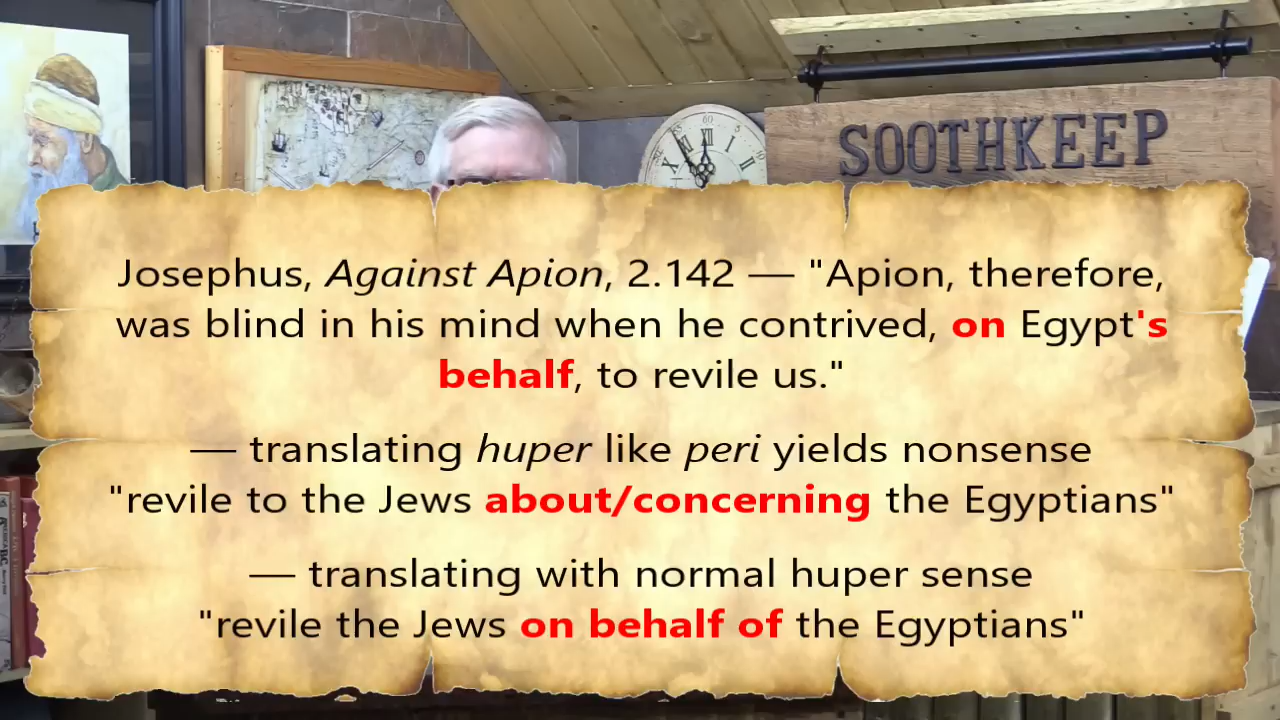 SOOTHKEEP
Josephus, Against Apion, 2.142 — "Apion, therefore,
was blind in his mind when he contrived, on Egypt's
behalf, to revile us."
— translating huper like peri yields nonsense
"revile to the Jews about/concerning the Egyptians"
— translating with normal huper sense
"revile the Jews on behalf of the Egyptians"